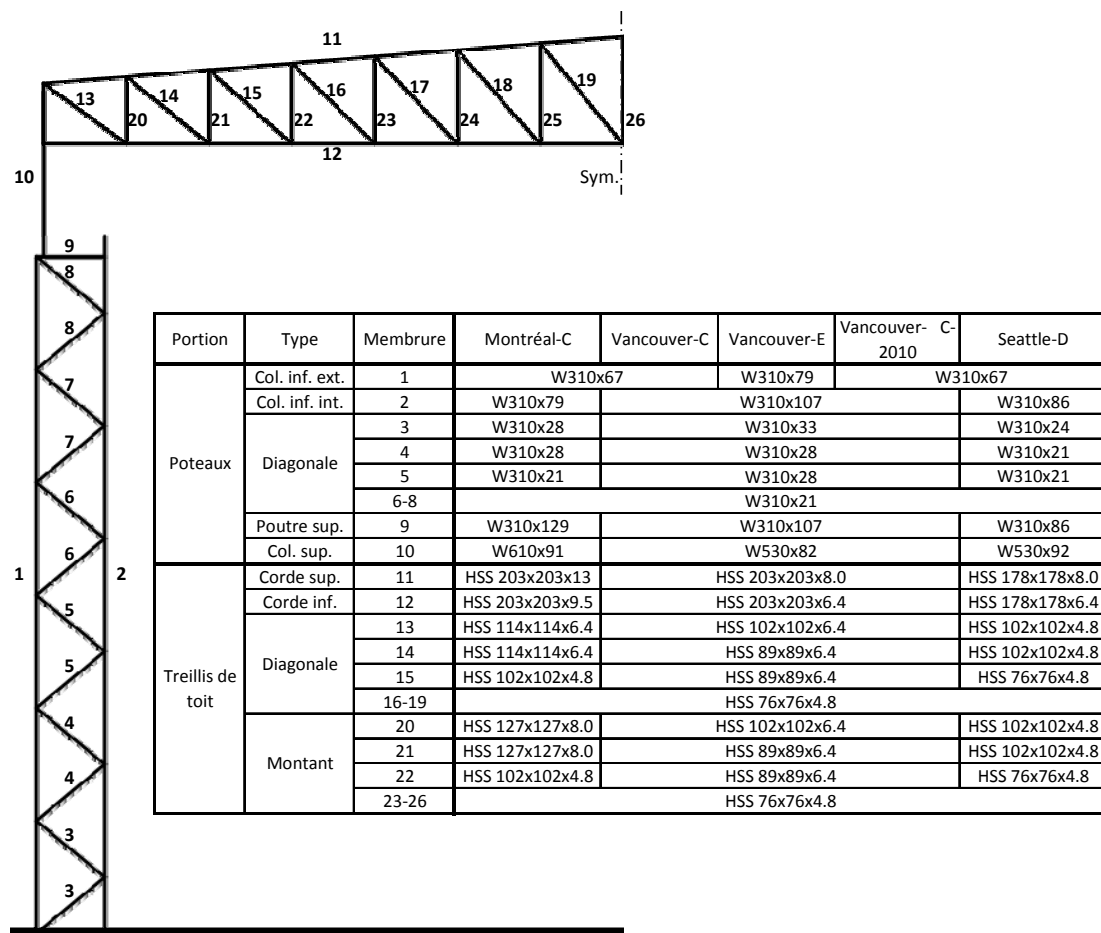 11
13 14 15 16 17 18 19
20 21 22 23 24 25 26
12
10
Sym.
9
8
8
7
7
6
6
1 2
5
5
4
4
3
3
Portion Type Membrure Montréal-C Vancouver-C Vancouver-E Vancouver- C-2010 Seattle-D
Poteaux Col. inf. ext. 1 W310x67 W310x79 W310x67
Col. inf. int. 2 W310x79 W310x107 W310x86
Diagonale 3 W310x28 W310x33 W310x24
4 W310x28 W310x28 W310x21
5 W310x21 W310x28 W310x21
6-8 W310x21
Poutre sup. 9 W310x129 W310x107 W310x86
Col. sup. 10 W610x91 W530x82 W530x92
Treillis de toit Corde sup. 11 HSS 203x203x13 HSS 203x203x8.0 HSS 178x178x8.0
Corde inf. 12 HSS 203x203x9.5 HSS 203x203x6.4 HSS 178x178x6.4
Diagonale 13 HSS 114x114x6.4 HSS 102x102x6.4 HSS 102x102x4.8
14 HSS 114x114x6.4 HSS 89x89x6.4 HSS 102x102x4.8
15 HSS 102x102x4.8 HSS 89x89x6.4 HSS 76x76x4.8
16-19 HSS 76x76x4.8
Montant 20 HSS 127x127x8.0 HSS 102x102x6.4 HSS 102x102x4.8
21 HSS 127x127x8.0 HSS 89x89x6.4 HSS 102x102x4.8
22 HSS 102x102x4.8 HSS 89x89x6.4 HSS 76x76x4.8
23-26 HSS 76x76x4.8